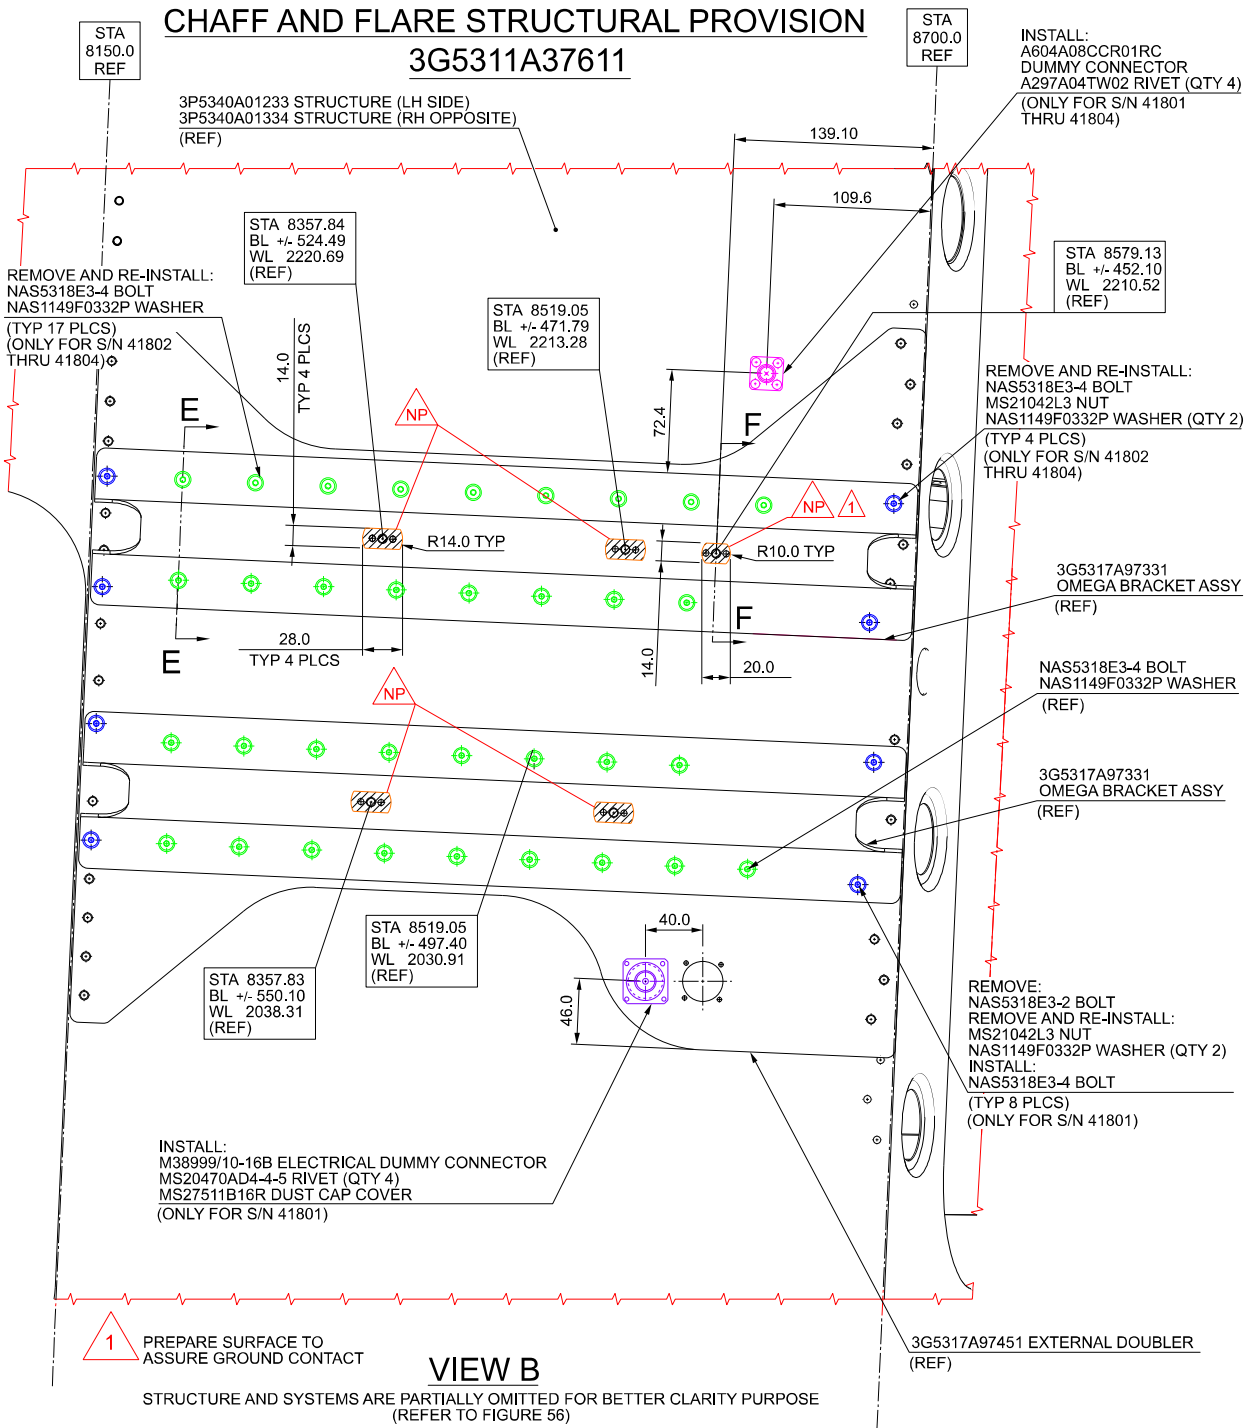 CHAFF AND FLARE STRUCTURAL PROVISION
3G5311A37611
STA
8150.0
REF
STA
8700.0
REF
INSTALL:
A604A08CCR01RC
DUMMY CONNECTOR
A297A04TW02 RIVET (QTY 4)
(ONLY FOR S/N 41801
THRU 41804)
3P5340A01233 STRUCTURE (LH SIDE)
3P5340A01334 STRUCTURE (RH OPPOSITE)
(REF)
139.10
109.6
STA 8357.84
BL +/- 524.49
WL 2220.69
(REF)
STA 8579.13
BL +/- 452.10
WL 2210.52
(REF)
REMOVE AND RE-INSTALL:
NAS5318E3-4 BOLT
NAS1149F0332P WASHER
(TYP 17 PLCS)
(ONLY FOR S/N 41802
THRU 41804)
STA 8519.05
BL +/- 471.79
WL 2213.28
(REF)
14.0
TYP 4 PLCS
72.4
REMOVE AND RE-INSTALL:
NAS5318E3-4 BOLT
MS21042L3 NUT
NAS1149F0332P WASHER (QTY 2)
(TYP 4 PLCS)
(ONLY FOR S/N 41802
THRU 41804)
E
NP
F
NP
1
R14.0 TYP
R10.0 TYP
3G5317A97331
OMEGA BRACKET ASSY
(REF)
E
28.0
TYP 4 PLCS
F
14.0
20.0
NP
NAS5318E3-4 BOLT
NAS1149F0332P WASHER
(REF)
3G5317A97331
OMEGA BRACKET ASSY
(REF)
STA 8519.05
BL +/- 497.40
WL 2030.91
(REF)
40.0
STA 8357.83
BL +/- 550.10
WL 2038.31
(REF)
46.0
REMOVE:
NAS5318E3-2 BOLT
REMOVE AND RE-INSTALL:
MS21042L3 NUT
NAS1149F0332P WASHER (QTY 2)
INSTALL:
NAS5318E3-4 BOLT
(TYP 8 PLCS)
(ONLY FOR S/N 41801)
INSTALL:
M38999/10-16B ELECTRICAL DUMMY CONNECTOR
MS20470AD4-4-5 RIVET (QTY 4)
MS27511B16R DUST CAP COVER
(ONLY FOR S/N 41801)
1
PREPARE SURFACE TO
ASSURE GROUND CONTACT
3G5317A97451 EXTERNAL DOUBLER
(REF)
VIEW B
STRUCTURE AND SYSTEMS ARE PARTIALLY OMITTED FOR BETTER CLARITY PURPOSE
(REFER TO FIGURE 56)